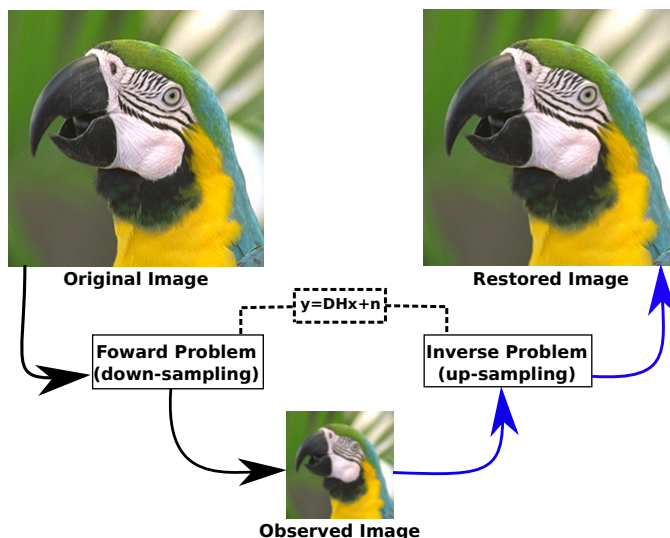 Original Image
Restored Image
y=DHx+n
Foward Problem
(down-sampling)
Inverse Problem
(up-sampling)
Observed Image